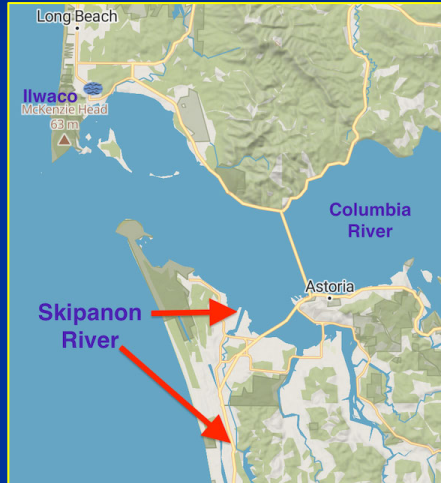 Long Beach
Ilwaco
McKenzie Head
63 m
Columbia
River
Astoria
Skipanon
River